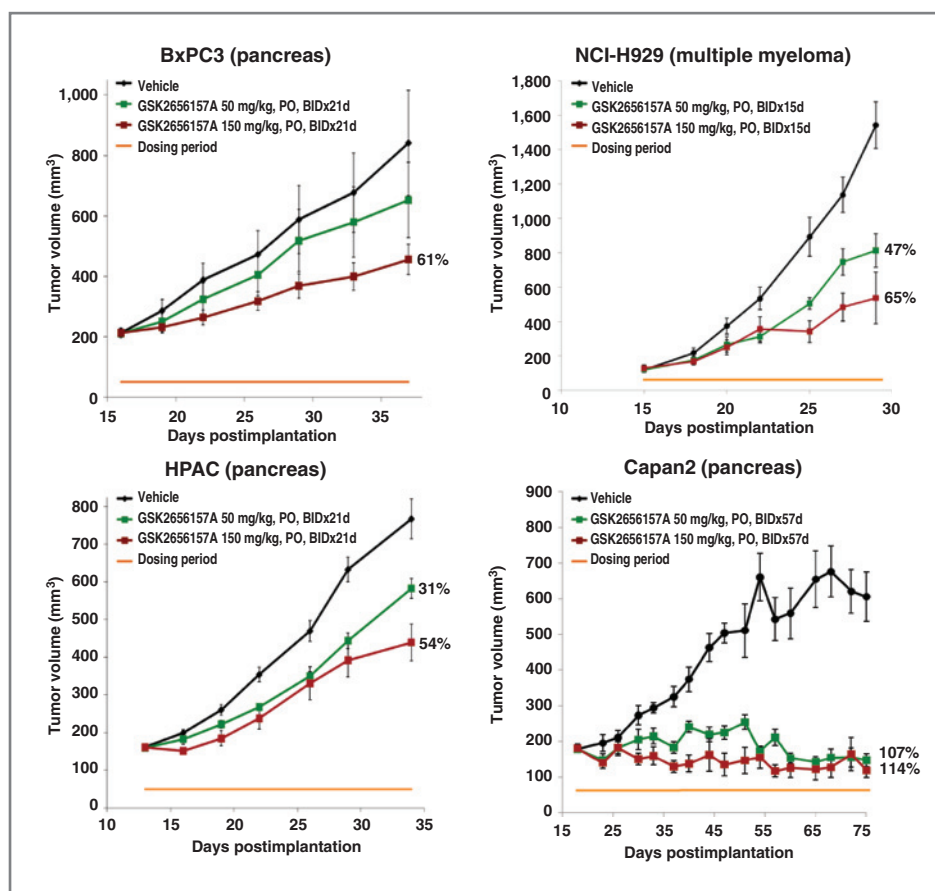 BxPC3 (pancreas)
Vehicle
GSK2656157A 50 mg/kg, PO, BIDx21d
GSK2656157A 150 mg/kg, PO, BIDx21d
Dosing period
Tumor volume (mm³)
1,000
800
600
400
200
0
61%
15 20 25 30 35
Days postimplantation
NCI-H929 (multiple myeloma)
Vehicle
GSK2656157A 50 mg/kg, PO, BIDx15d
GSK2656157A 150 mg/kg, PO, BIDx15d
Dosing period
Tumor volume (mm³)
1,800
1,600
1,400
1,200
1,000
800
600
400
200
0
47%
65%
10 15 20 25 30
Days postimplantation
HPAC (pancreas)
Vehicle
GSK2656157A 50 mg/kg, PO, BIDx21d
GSK2656157A 150 mg/kg, PO, BIDx21d
Dosing period
Tumor volume (mm³)
800
700
600
500
400
300
200
100
0
31%
54%
10 15 20 25 30 35
Days postimplantation
Capan2 (pancreas)
Vehicle
GSK2656157A 50 mg/kg, PO, BIDx57d
GSK2656157A 150 mg/kg, PO, BIDx57d
Dosing period
Tumor volume (mm³)
900
800
700
600
500
400
300
200
100
0
107%
114%
15 25 35 45 55 65 75
Days postimplantation